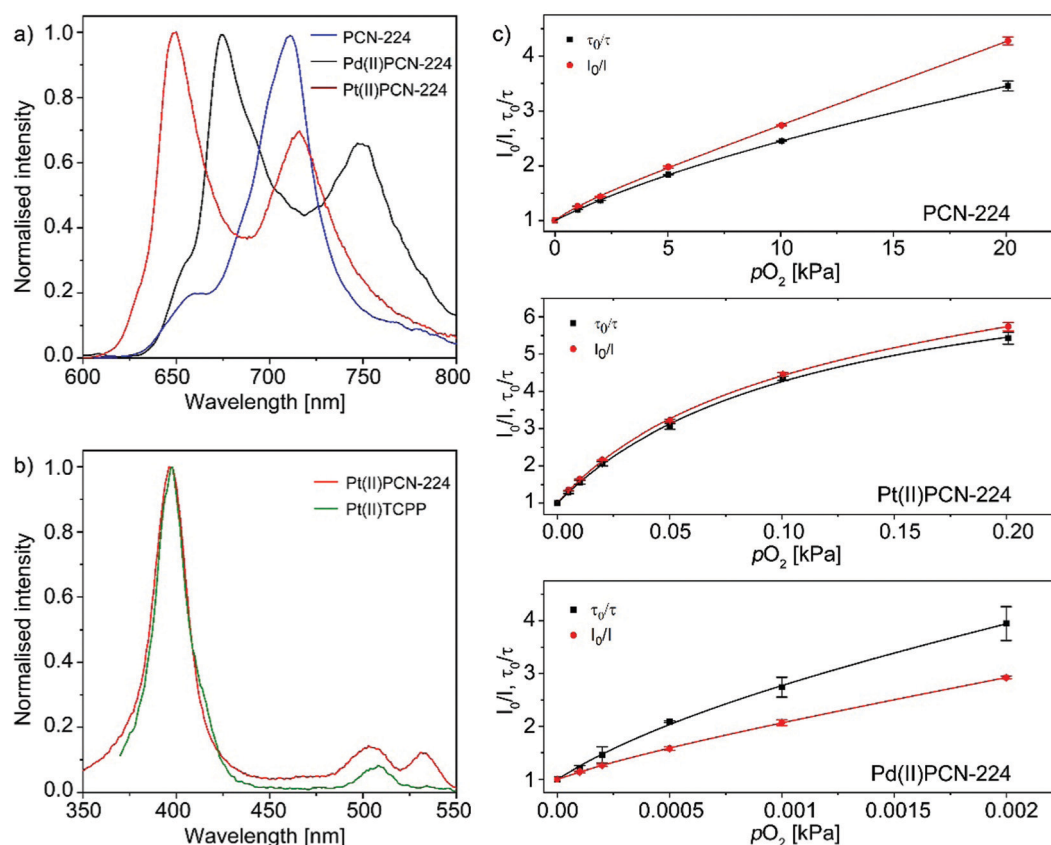 a)
Normalised intensity
1.0
0.8
0.6
0.4
0.2
0.0
600 650 700 750 800
Wavelength [nm]
PCN-224
Pd(II)PCN-224
Pt(II)PCN-224
b)
Normalised intensity
1.0
0.8
0.6
0.4
0.2
0.0
350 400 450 500 550
Wavelength [nm]
Pt(II)PCN-224
Pt(II)TCPP
c)
I₀/I, τ₀/τ
4
3
2
1
τ₀/τ
I₀/I
PCN-224
0 5 10 15 20
pO₂ [kPa]
I₀/I, τ₀/τ
6
5
4
3
2
1
τ₀/τ
I₀/I
Pt(II)PCN-224
0.00 0.05 0.10 0.15 0.20
pO₂ [kPa]
I₀/I, τ₀/τ
4
3
2
1
τ₀/τ
I₀/I
Pd(II)PCN-224
0.000 0.0005 0.001 0.0015 0.002
pO₂ [kPa]